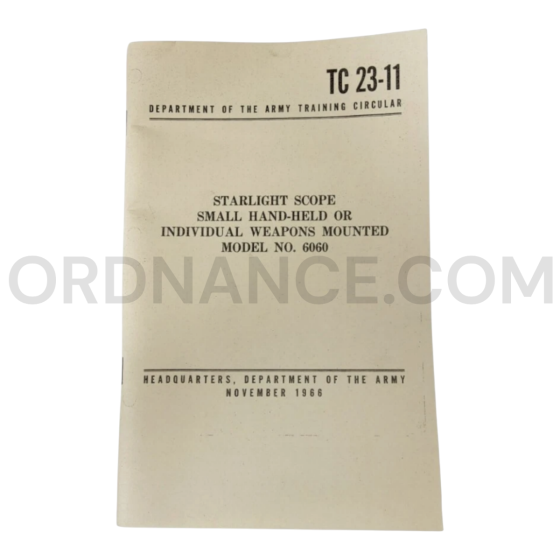 TC 23-11
DEPARTMENT OF THE ARMY TRAINING CIRCULAR
STARLIGHT SCOPE
SMALL HAND-HELD OR
INDIVIDUAL WEAPONS MOUNTED
MODEL NO. 6060
ORDNANCE.COM
HEADQUARTERS, DEPARTMENT OF THE ARMY
NOVEMBER 1966